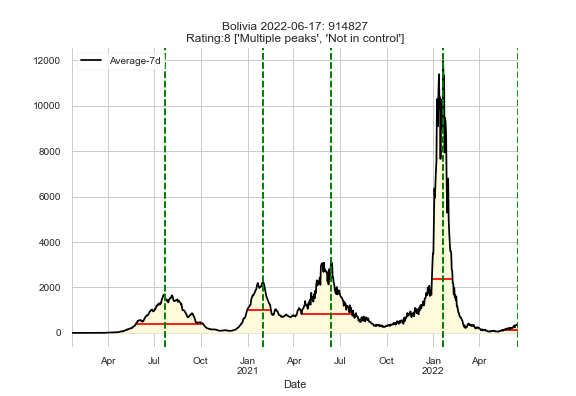 Bolivia 2022-06-17: 914827
Rating:8 ['Multiple peaks', 'Not in control']
Average-7d
12000
10000
8000
6000
4000
2000
0
Apr Jul Oct Jan Apr Jul Oct Jan Apr
2021 2022
Date